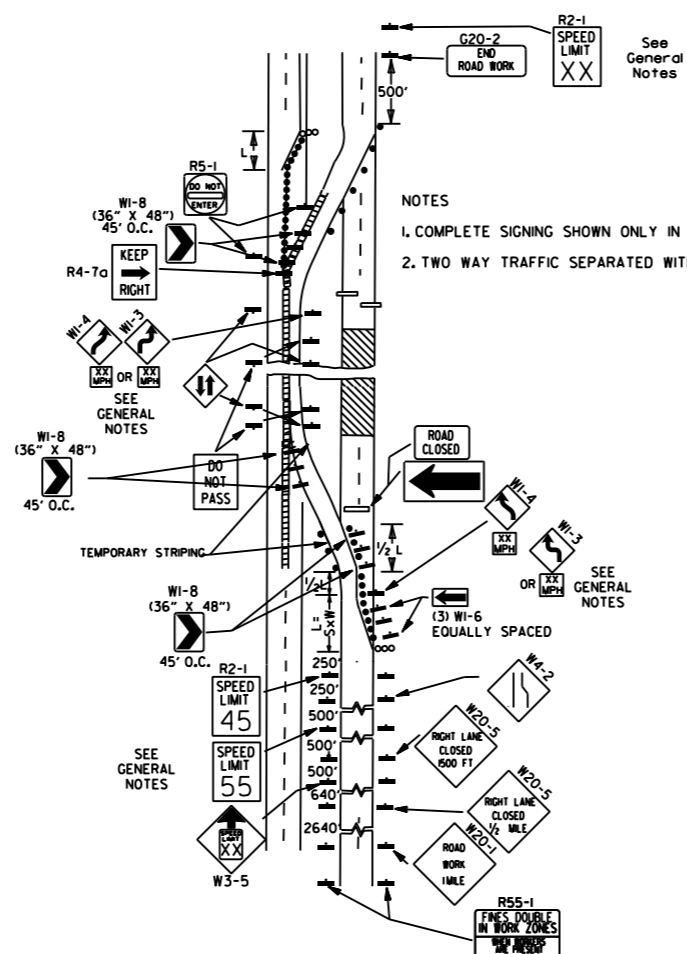 R2-1
SPEED
LIMIT
XX
See
General
Notes
G20-2
END
ROAD WORK
500'
L
R5-1
DO NOT
ENTER
W1-8
(36" X 48")
45' O.C.
R4-7a
KEEP
RIGHT
NOTES
1. COMPLETE SIGNING SHOWN ONLY IN
2. TWO WAY TRAFFIC SEPARATED WIT
W1-4
W1-3
XX
MPH
OR
XX
MPH
SEE
GENERAL
NOTES
W1-8
(36" X 48")
45' O.C.
DO
NOT
PASS
ROAD
CLOSED
W1-4
XX
MPH
W1-3
OR
XX
MPH
SEE
GENERAL
NOTES
TEMPORARY STRIPING
½ L
½L
L=
SxW
(3) W1-6
EQUALLY SPACED
W1-8
(36" X 48")
45' O.C.
R2-1
SPEED
LIMIT
45
250'
250'
500'
500'
500'
640'
2640'
W4-2
SEE
GENERAL
NOTES
SPEED
LIMIT
55
W20-5
RIGHT LANE
CLOSED
1500 FT
W20-5
RIGHT LANE
CLOSED
½ MILE
SPEED
LIMIT
XX
W3-5
W20-1
ROAD
WORK
1 MILE
R55-1
FINES DOUBLE
IN WORK ZONES
WHEN WORKERS
ARE PRESENT